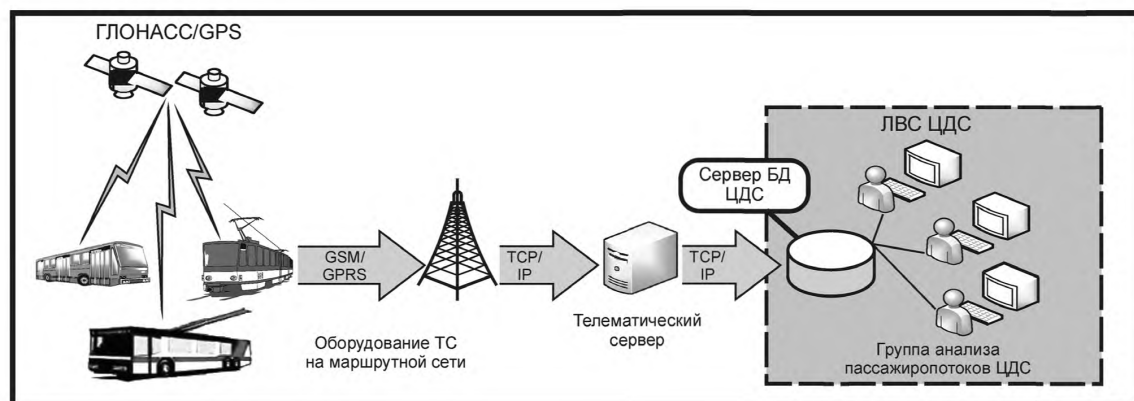 ГЛОНАСС/GPS
ЛВС ЦДС
Сервер БД
ЦДС
GSM/
GPRS
TCP/
IP
TCP/
IP
Телематический
сервер
Оборудование ТС
на маршрутной сети
Группа анализа
пассажиропотоков ЦДС